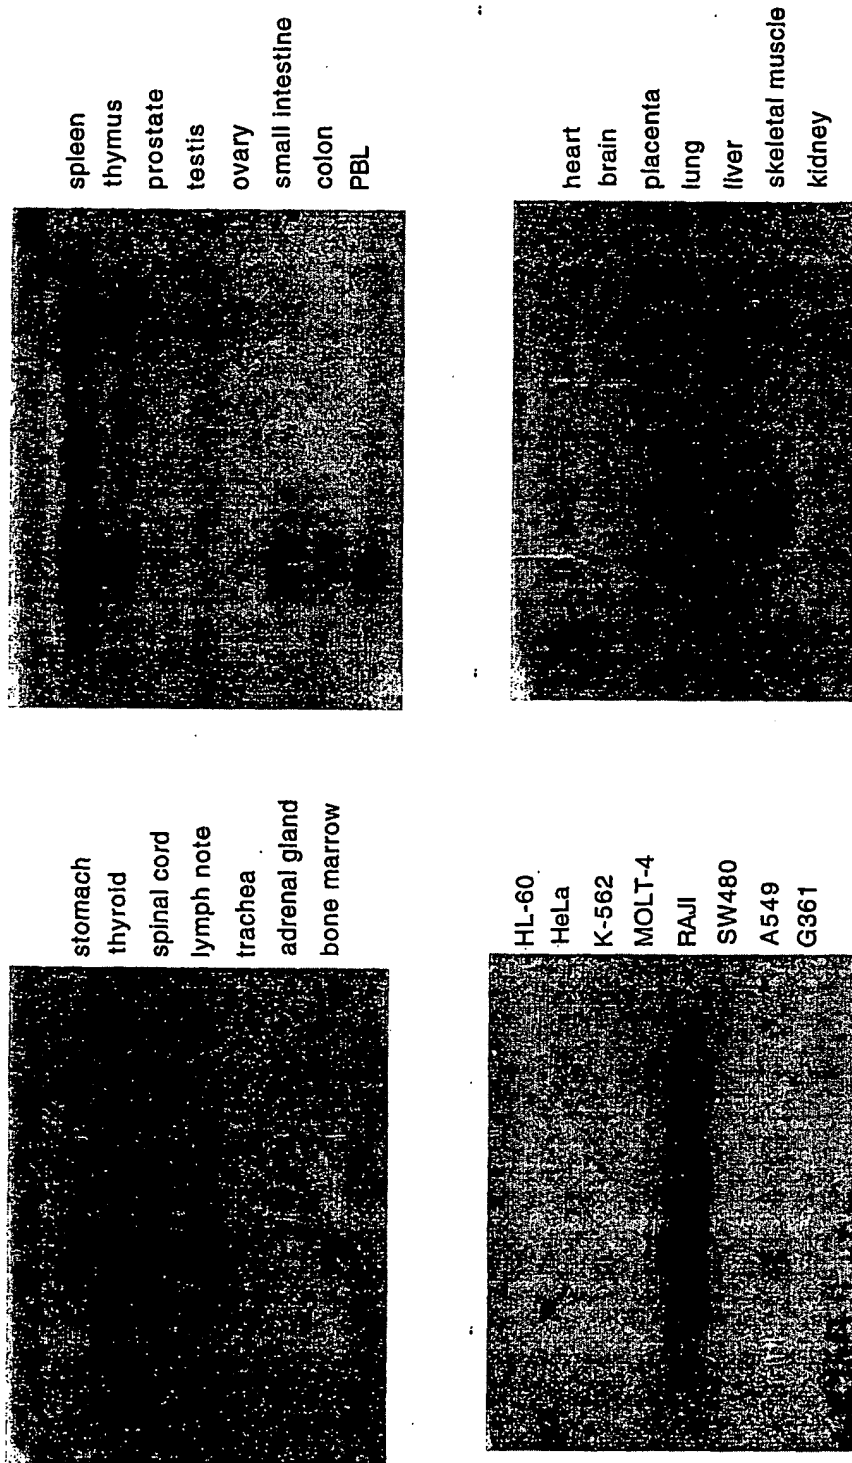 spleen
thymus
prostate
testis
ovary
small intestine
colon
PBL
heart
brain
placenta
lung
liver
skeletal muscle
kidney
stomach
thyroid
spinal cord
lymph note
trachea
adrenal gland
bone marrow
HL-60
HeLa
K-562
MOLT-4
RAJI
SW480
A549
G361